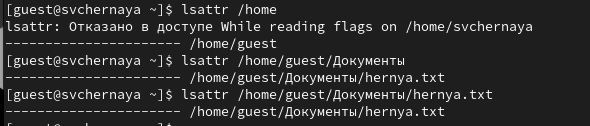 [guest@svchernaya ~]$ lsattr /home
lsattr: Отказано в доступе While reading flags on /home/svchernaya
---------------------- /home/guest
[guest@svchernaya ~]$ lsattr /home/guest/Документы
---------------------- /home/guest/Документы/hernya.txt
[guest@svchernaya ~]$ lsattr /home/guest/Документы/hernya.txt
---------------------- /home/guest/Документы/hernya.txt